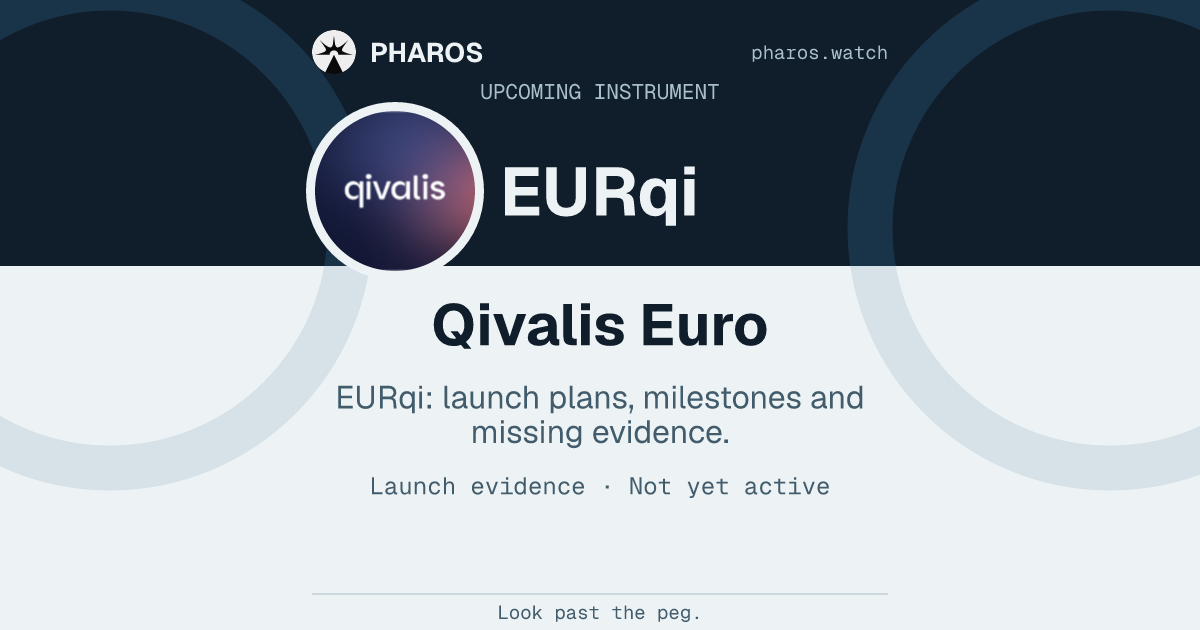 PHAROS
pharos.watch
UPCOMING INSTRUMENT
qivalis
EURqi
Qivalis Euro
EURqi: launch plans, milestones and
missing evidence.
Launch evidence · Not yet active
Look past the peg.